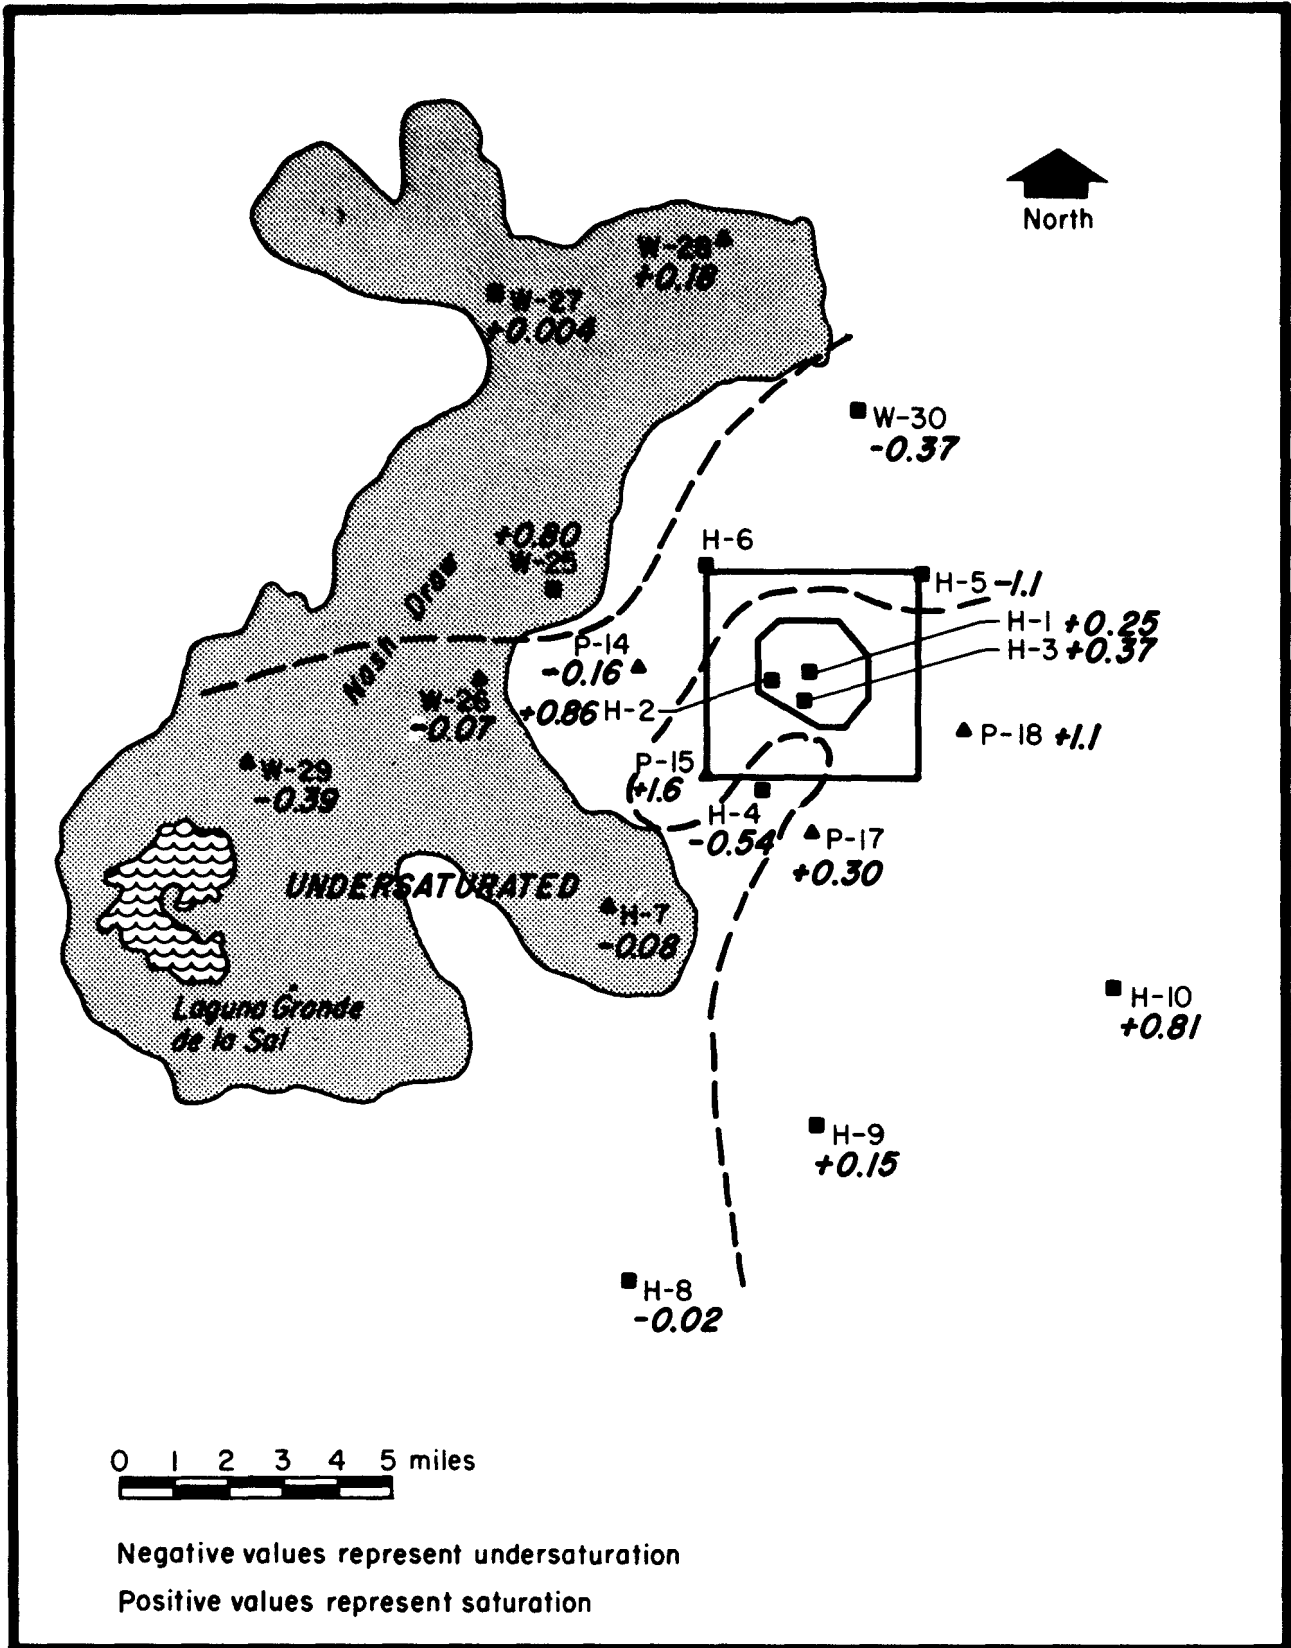 North
W-28
+0.18
W-27
+0.004
W-30
-0.37
+0.80
W-25
H-6
H-5 -1.1
H-1 +0.25
H-3 +0.37
Nash Draw
P-14
-0.16
W-26
-0.07
+0.86 H-2
P-18 +1.1
P-15
+1.6
W-29
-0.39
H-4
-0.54
P-17
+0.30
UNDERSATURATED
H-7
-0.08
Laguna Grande
de la Sal
H-10
+0.81
H-9
+0.15
H-8
-0.02
0 1 2 3 4 5 miles
Negative values represent undersaturation
Positive values represent saturation